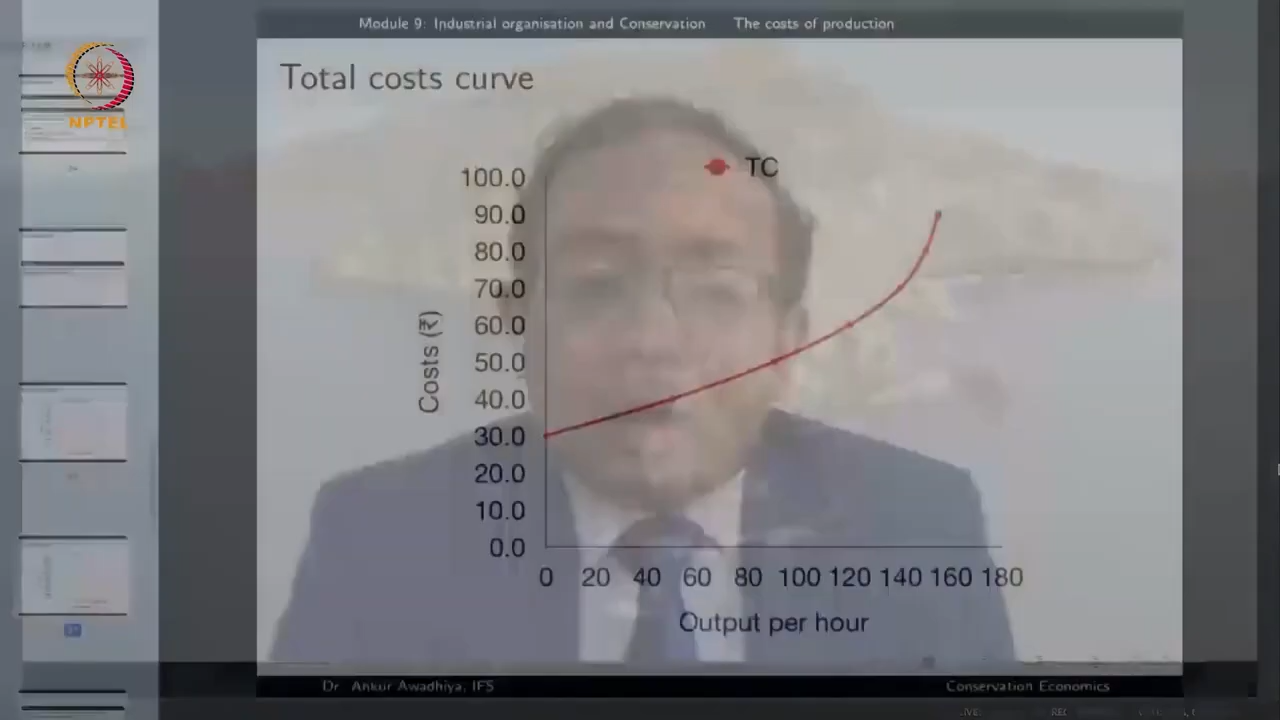 Module 9: Industrial organisation and Conservation The costs of production
NPTEL
Total costs curve
TC
100.0
90.0
80.0
70.0
60.0
50.0
40.0
30.0
20.0
10.0
0.0
Costs (₹)
0 20 40 60 80 100 120 140 160 180
Output per hour
Dr Ankur Awadhiya, IFS Conservation Economics